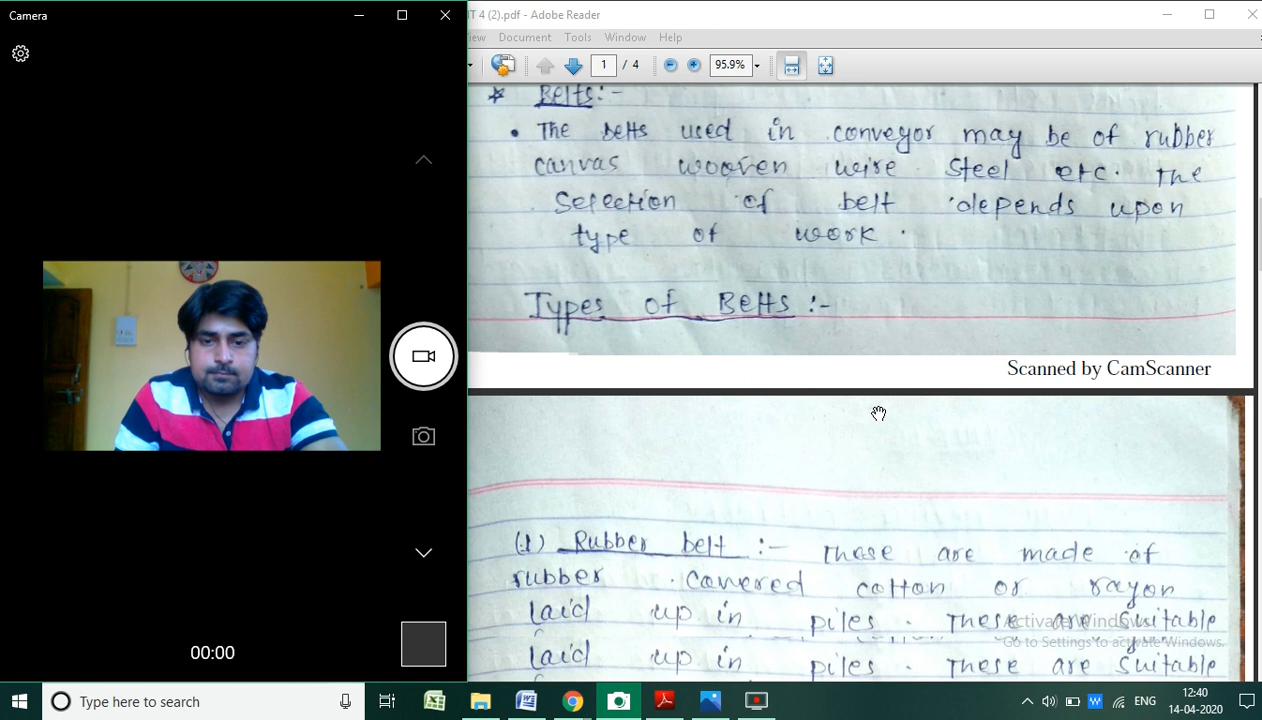 Camera
T 4 (2).pdf - Adobe Reader
iew Document Tools Window Help
1 / 4 95.9%
* Belts:-
• The belts used in conveyor may be of rubber
canvas wooven weire steel etc. The
selection of belt depends upon
type of work.
Types of Belts :-
Scanned by CamScanner
(1) Rubber belt :- These are made of
rubber covered cotton or rayon
laid up in piles. These are suitable
laid up in piles. These are suitable
Activate Windows
Go to Settings to activate Windows.
00:00
Type here to search
ENG
12:40
14-04-2020